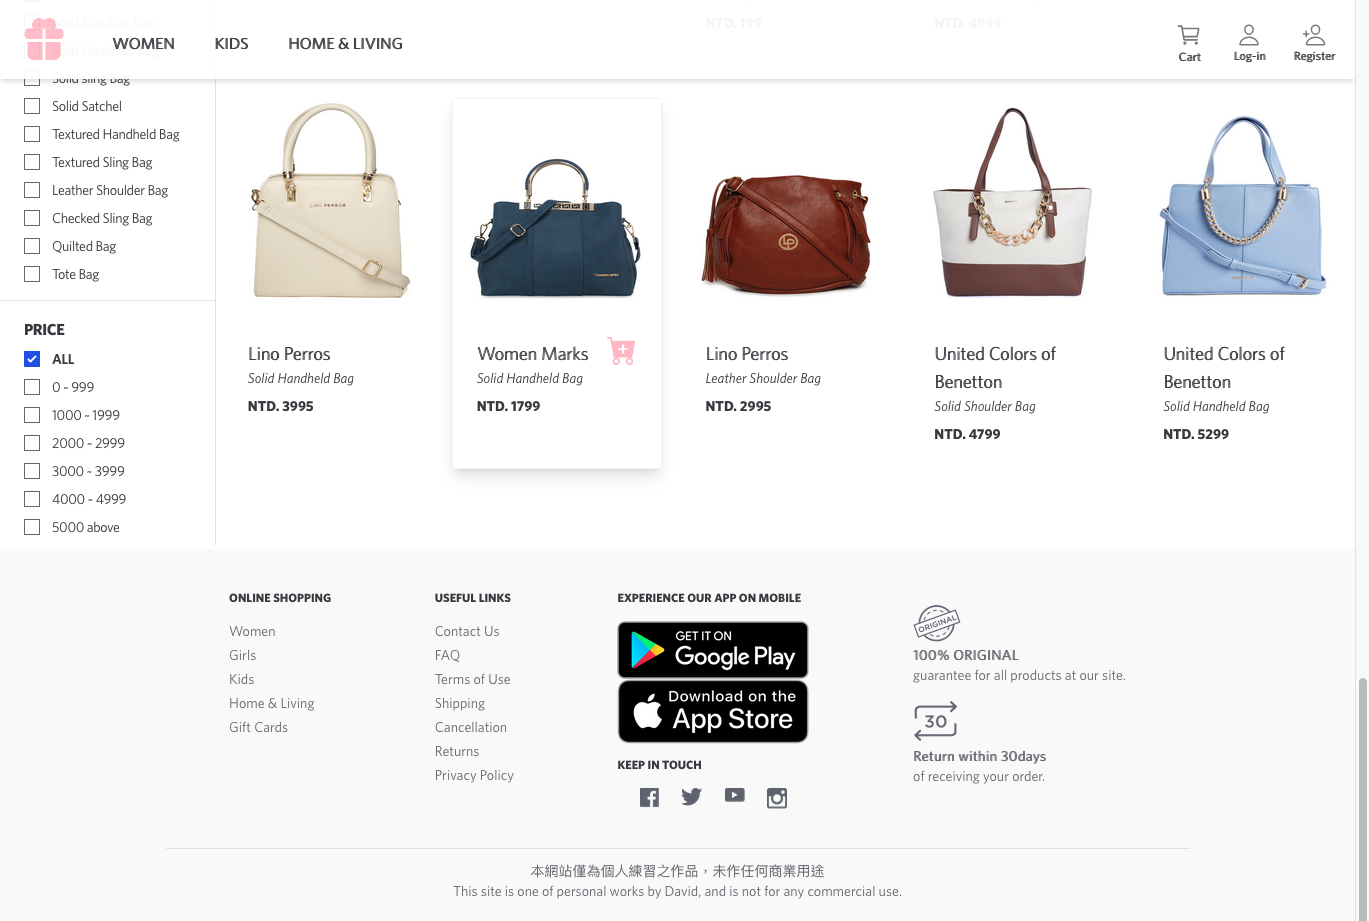 WOMEN
KIDS
HOME & LIVING
Cart
Log-in
Register
Solid Shoulder Bag
NTD. 199
NTD. 4999
Solid Sling Bag
Solid Satchel
Textured Handheld Bag
Textured Sling Bag
Leather Shoulder Bag
Checked Sling Bag
Quilted Bag
Tote Bag
PRICE
ALL
0 ~ 999
1000 ~ 1999
2000 ~ 2999
3000 ~ 3999
4000 ~ 4999
5000 above
LINO PERROS
Lino Perros
Solid Handheld Bag
NTD. 3995
Women Marks
Solid Handheld Bag
NTD. 1799
LP
Lino Perros
Leather Shoulder Bag
NTD. 2995
United Colors of
Benetton
Solid Shoulder Bag
NTD. 4799
United Colors of
Benetton
Solid Handheld Bag
NTD. 5299
ONLINE SHOPPING
Women
Girls
Kids
Home & Living
Gift Cards
USEFUL LINKS
Contact Us
FAQ
Terms of Use
Shipping
Cancellation
Returns
Privacy Policy
EXPERIENCE OUR APP ON MOBILE
GET IT ON
Google Play
Download on the
App Store
KEEP IN TOUCH
ORIGINAL
100% ORIGINAL
guarantee for all products at our site.
30
Return within 30days
of receiving your order.
本網站僅為個人練習之作品，未作任何商業用途
This site is one of personal works by David, and is not for any commercial use.